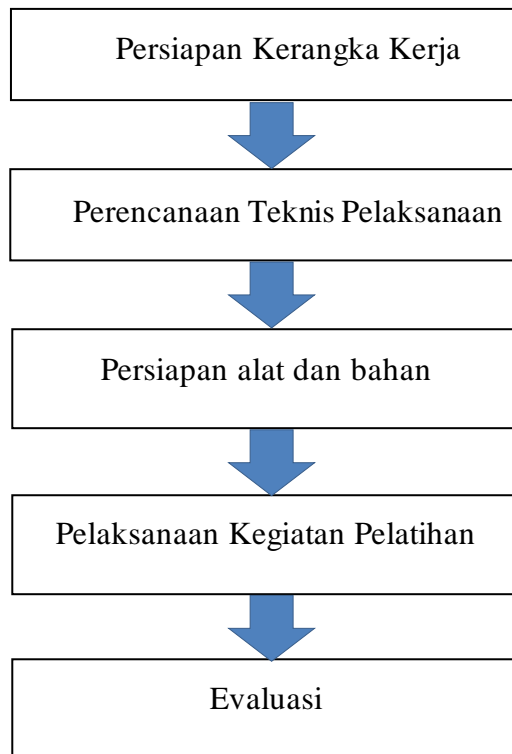 Persiapan Kerangka Kerja
Perencanaan Teknis Pelaksanaan
Persiapan alat dan bahan
Pelaksanaan Kegiatan Pelatihan
Evaluasi